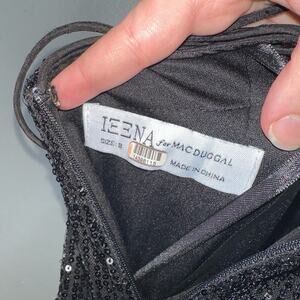 IEENA for MAC DUGGAL
SIZE: 8
MADE IN CHINA